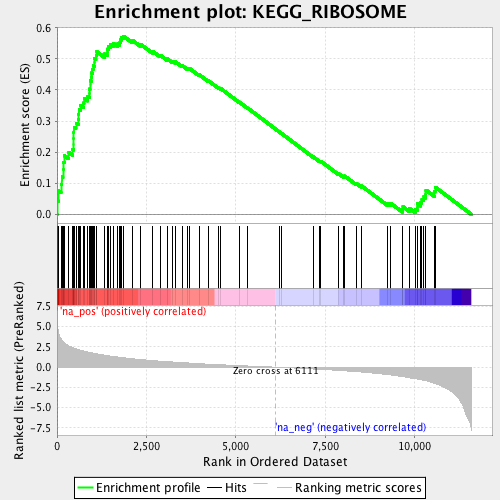 Enrichment plot: KEGG_RIBOSOME
Enrichment score (ES)
0.6
0.5
0.4
0.3
0.2
0.1
0.0
'na_pos' (positively correlated)
Ranked list metric (PreRanked)
7.5
5.0
2.5
0.0
-2.5
-5.0
-7.5
Zero cross at 6111
'na_neg' (negatively correlated)
0
2,500
5,000
7,500
10,000
Rank in Ordered Dataset
Enrichment profile
Hits
Ranking metric scores